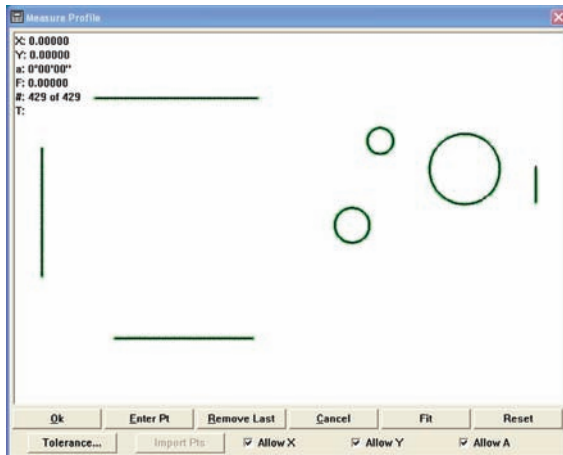 Measure Profile
X: 0.00000
Y: 0.00000
a: 0°00'00"
F: 0.00000
#: 429 of 429
T:
Ok Enter Pt Remove Last Cancel Fit Reset
Tolerance... Import Pts Allow X Allow Y Allow A